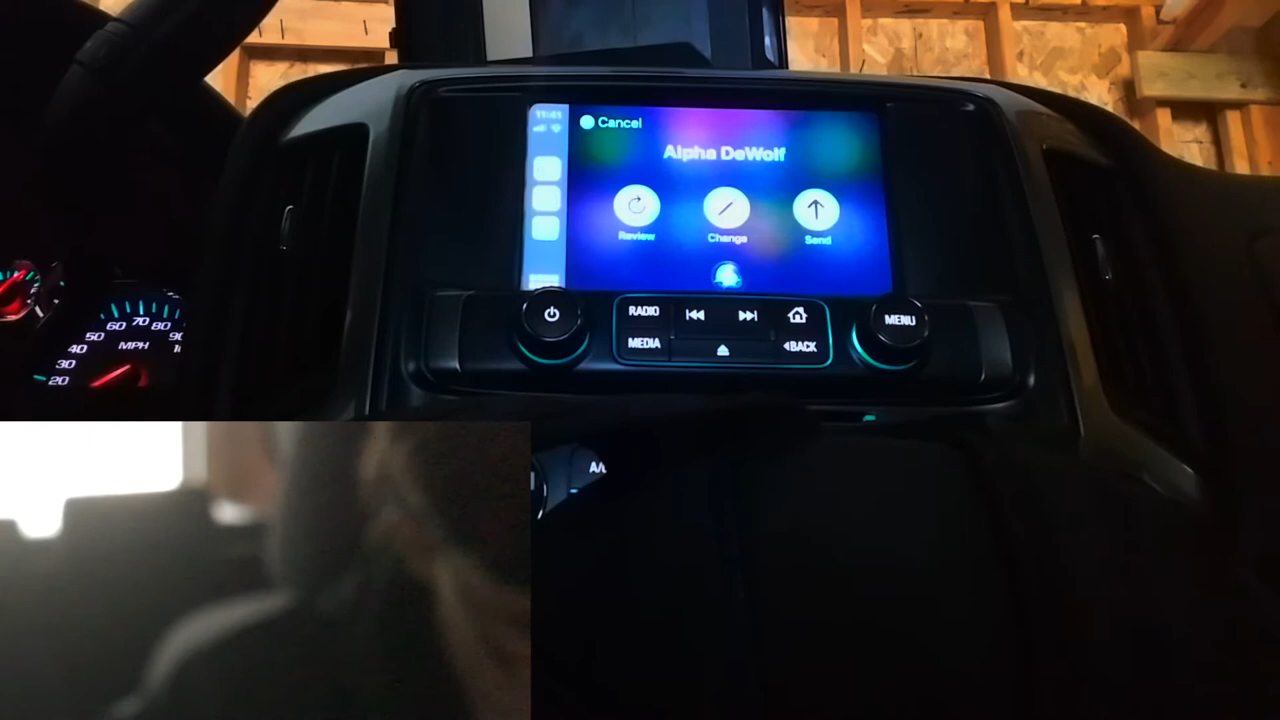 11:41
Cancel
Alpha DeWolf
Review
Change
Send
RADIO
MENU
MEDIA
BACK
60 70 80
50
MPH
40
30
20